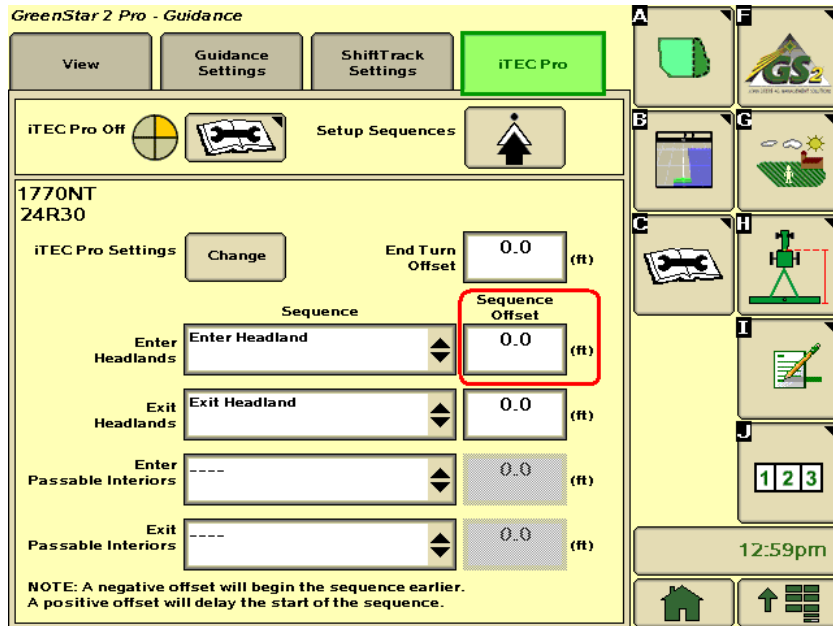 GreenStar 2 Pro - Guidance
View
Guidance
Settings
ShiftTrack
Settings
iTEC Pro
iTEC Pro Off
Setup Sequences
1770NT
24R30
iTEC Pro Settings
Change
End Turn
Offset
0.0
(ft)
Sequence
Sequence
Offset
Enter
Headlands
Enter Headland
0.0
(ft)
Exit
Headlands
Exit Headland
0.0
(ft)
Enter
Passable Interiors
----
0.0
(ft)
Exit
Passable Interiors
----
0.0
(ft)
NOTE: A negative offset will begin the sequence earlier.
A positive offset will delay the start of the sequence.
A
F
GS2
B
G
C
H
I
J
1 2 3
12:59pm